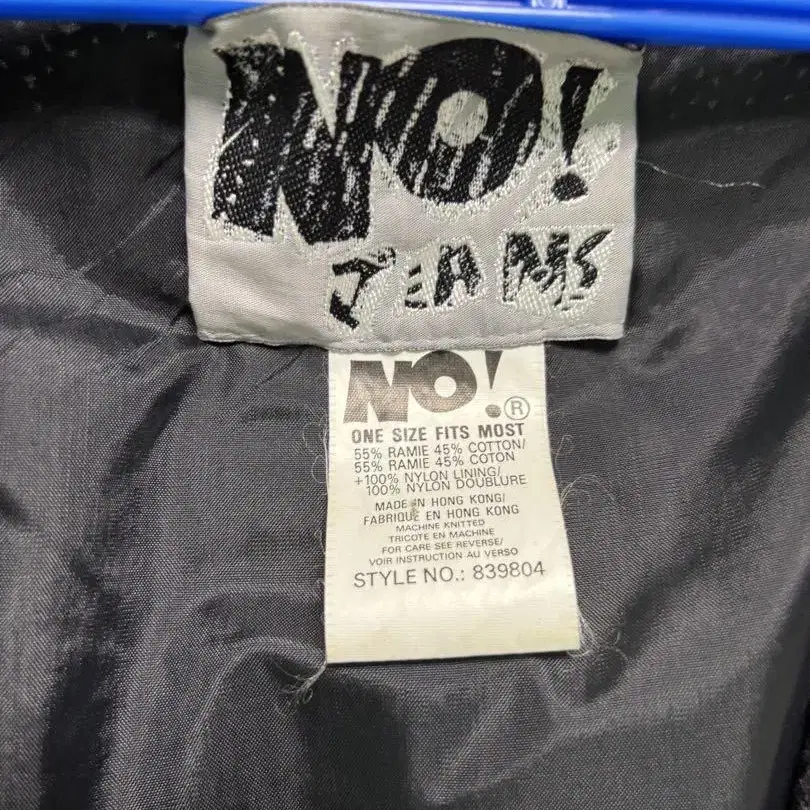 NO!
JEANS
NO!®
ONE SIZE FITS MOST
55% RAMIE 45% COTTON/
55% RAMIE 45% COTON
+100% NYLON LINING/
100% NYLON DOUBLURE
MADE IN HONG KONG/
FABRIQUE EN HONG KONG
MACHINE KNITTED
TRICOTE EN MACHINE
FOR CARE SEE REVERSE/
VOIR INSTRUCTION AU VERSO
STYLE NO.: 839804